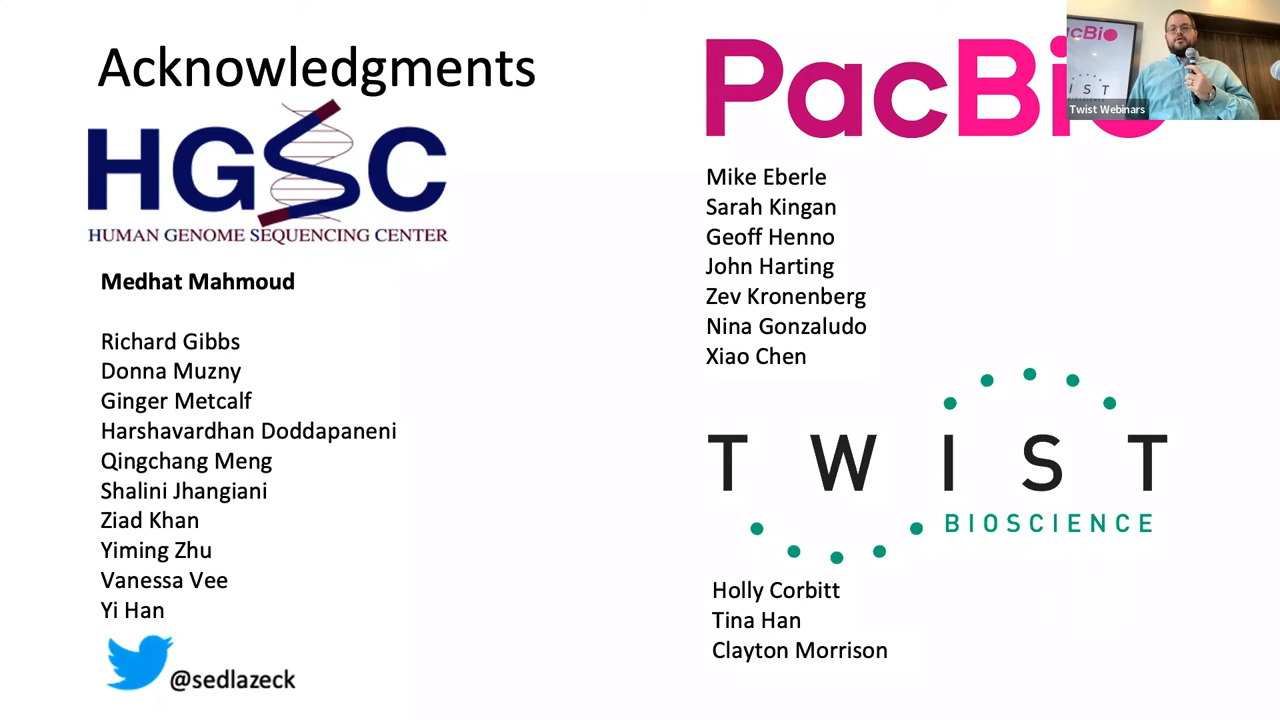 Acknowledgments
HGSC
HUMAN GENOME SEQUENCING CENTER
Medhat Mahmoud
Richard Gibbs
Donna Muzny
Ginger Metcalf
Harshavardhan Doddapaneni
Qingchang Meng
Shalini Jhangiani
Ziad Khan
Yiming Zhu
Vanessa Vee
Yi Han
@sedlazeck
PacBio
Mike Eberle
Sarah Kingan
Geoff Henno
John Harting
Zev Kronenberg
Nina Gonzaludo
Xiao Chen
TWIST
BIOSCIENCE
Holly Corbitt
Tina Han
Clayton Morrison
acBio
IST
Twist Webinars